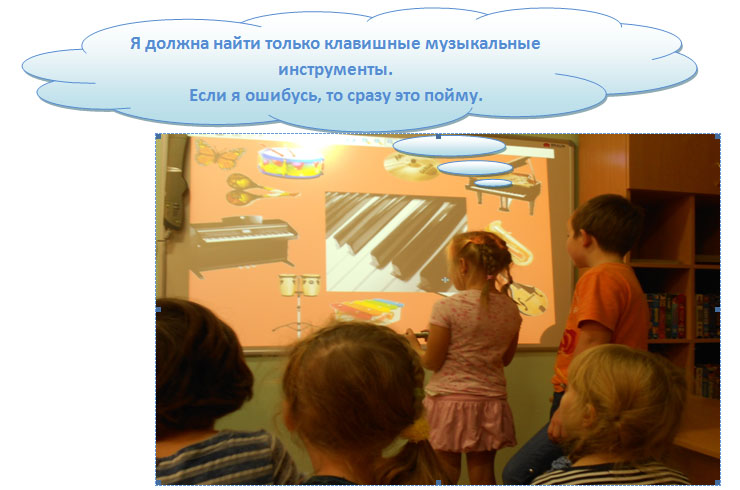 Я должна найти только клавишные музыкальные
инструменты.
Если я ошибусь, то сразу это пойму.